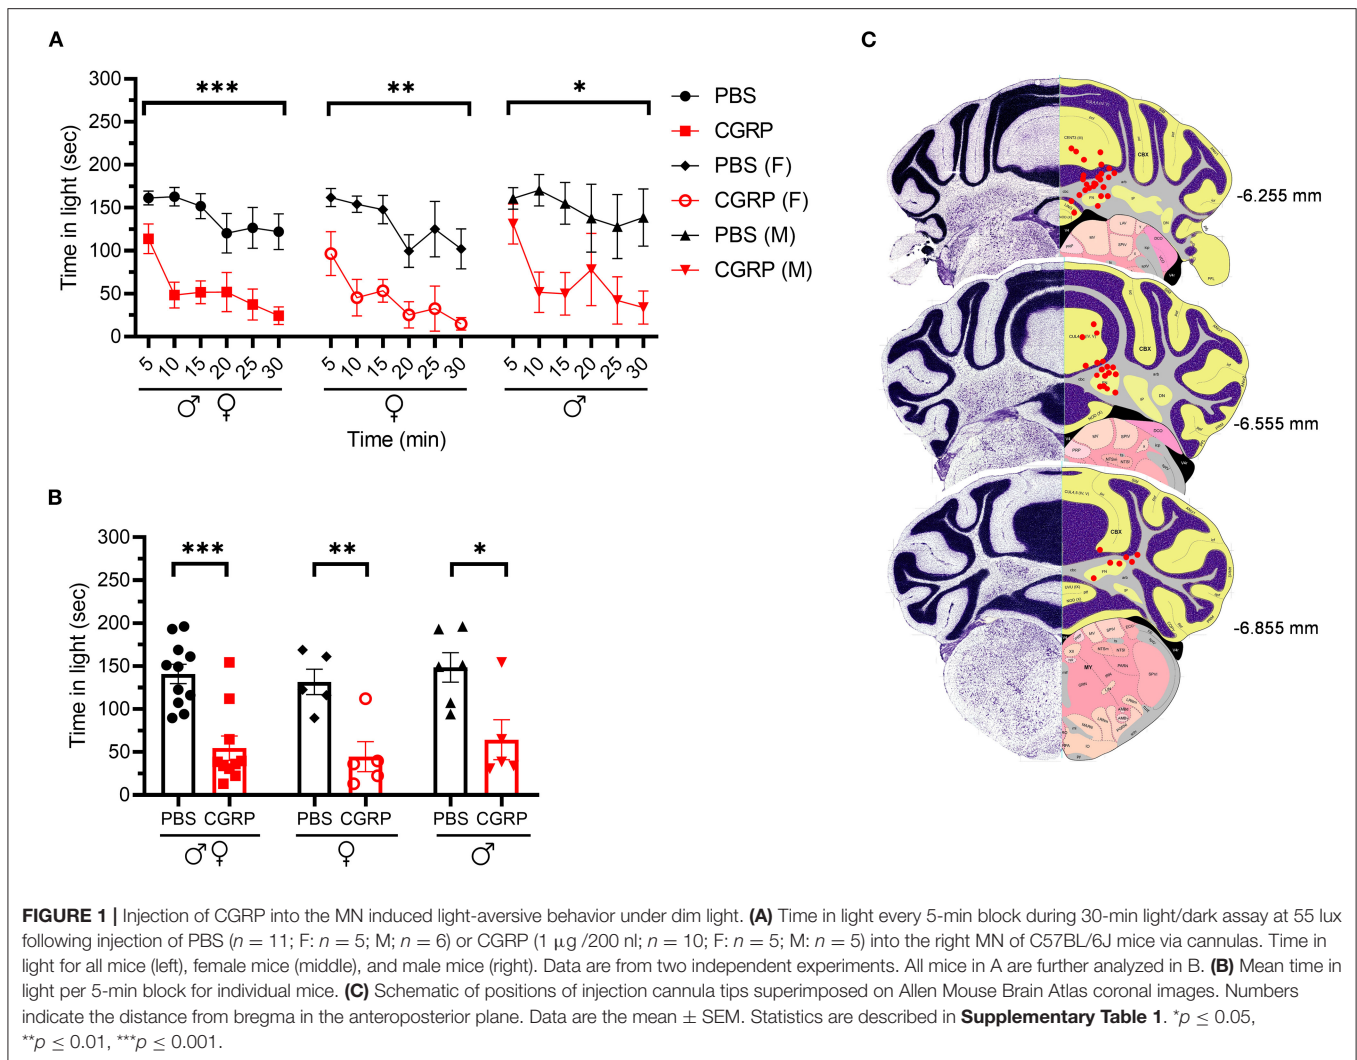 A
300
250
200
150
100
50
0
Time in light (sec)
***
**
*
5 10 15 20 25 30
5 10 15 20 25 30
5 10 15 20 25 30
♂ ♀
♀
♂
Time (min)
PBS
CGRP
PBS (F)
CGRP (F)
PBS (M)
CGRP (M)
B
300
250
200
150
100
50
0
Time in light (sec)
***
**
*
PBS CGRP
PBS CGRP
PBS CGRP
♂♀
♀
♂
C
CBX
-6.255 mm
CBX
-6.555 mm
CBX
MY
-6.855 mm
FIGURE 1 | Injection of CGRP into the MN induced light-aversive behavior under dim light. (A) Time in light every 5-min block during 30-min light/dark assay at 55 lux
following injection of PBS (n = 11; F: n = 5; M; n = 6) or CGRP (1 μg /200 nl; n = 10; F: n = 5; M: n = 5) into the right MN of C57BL/6J mice via cannulas. Time in
light for all mice (left), female mice (middle), and male mice (right). Data are from two independent experiments. All mice in A are further analyzed in B. (B) Mean time in
light per 5-min block for individual mice. (C) Schematic of positions of injection cannula tips superimposed on Allen Mouse Brain Atlas coronal images. Numbers
indicate the distance from bregma in the anteroposterior plane. Data are the mean ± SEM. Statistics are described in Supplementary Table 1. *p ≤ 0.05,
**p ≤ 0.01, ***p ≤ 0.001.